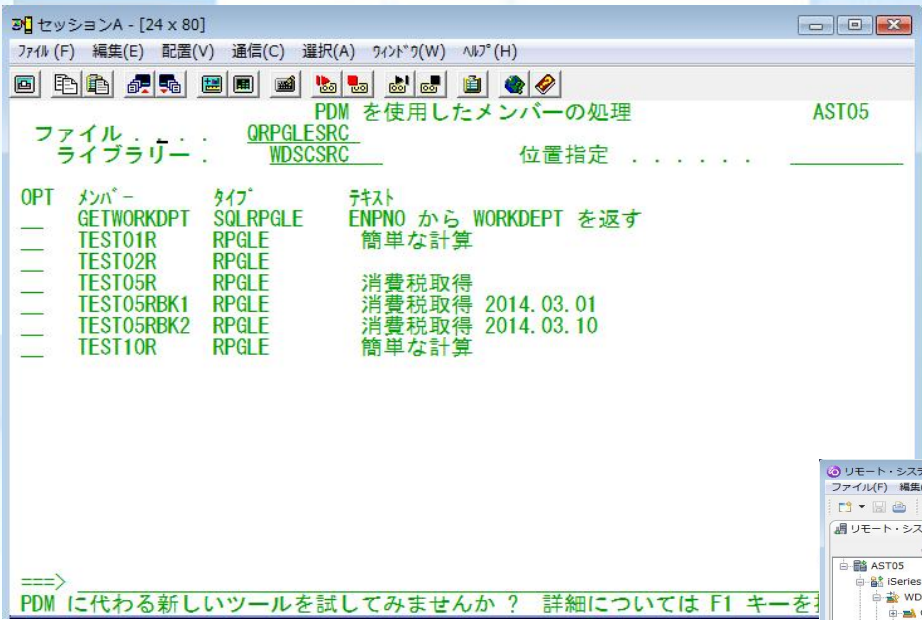 セッションA - [24 x 80]
ファイル(F) 編集(E) 配置(V) 通信(C) 選択(A) ウィンドウ(W) ヘルプ(H)
PDM を使用したメンバーの処理 AST05
ファイル . . . . QRPGLESRC
ライブラリー . WDSCSRC 位置指定 . . . . . .
OPT メンバー タイプ テキスト
GETWORKDPT SQLRPGLE ENPNO から WORKDEPT を返す
TEST01R RPGLE 簡単な計算
TEST02R RPGLE
TEST05R RPGLE 消費税取得
TEST05RBK1 RPGLE 消費税取得 2014.03.01
TEST05RBK2 RPGLE 消費税取得 2014.03.10
TEST10R RPGLE 簡単な計算
===>
PDM に代わる新しいツールを試してみませんか ? 詳細については F1 キーを
リモート・シス
ファイル(F) 編集
リモート・シス
AST05
iSeries
WD